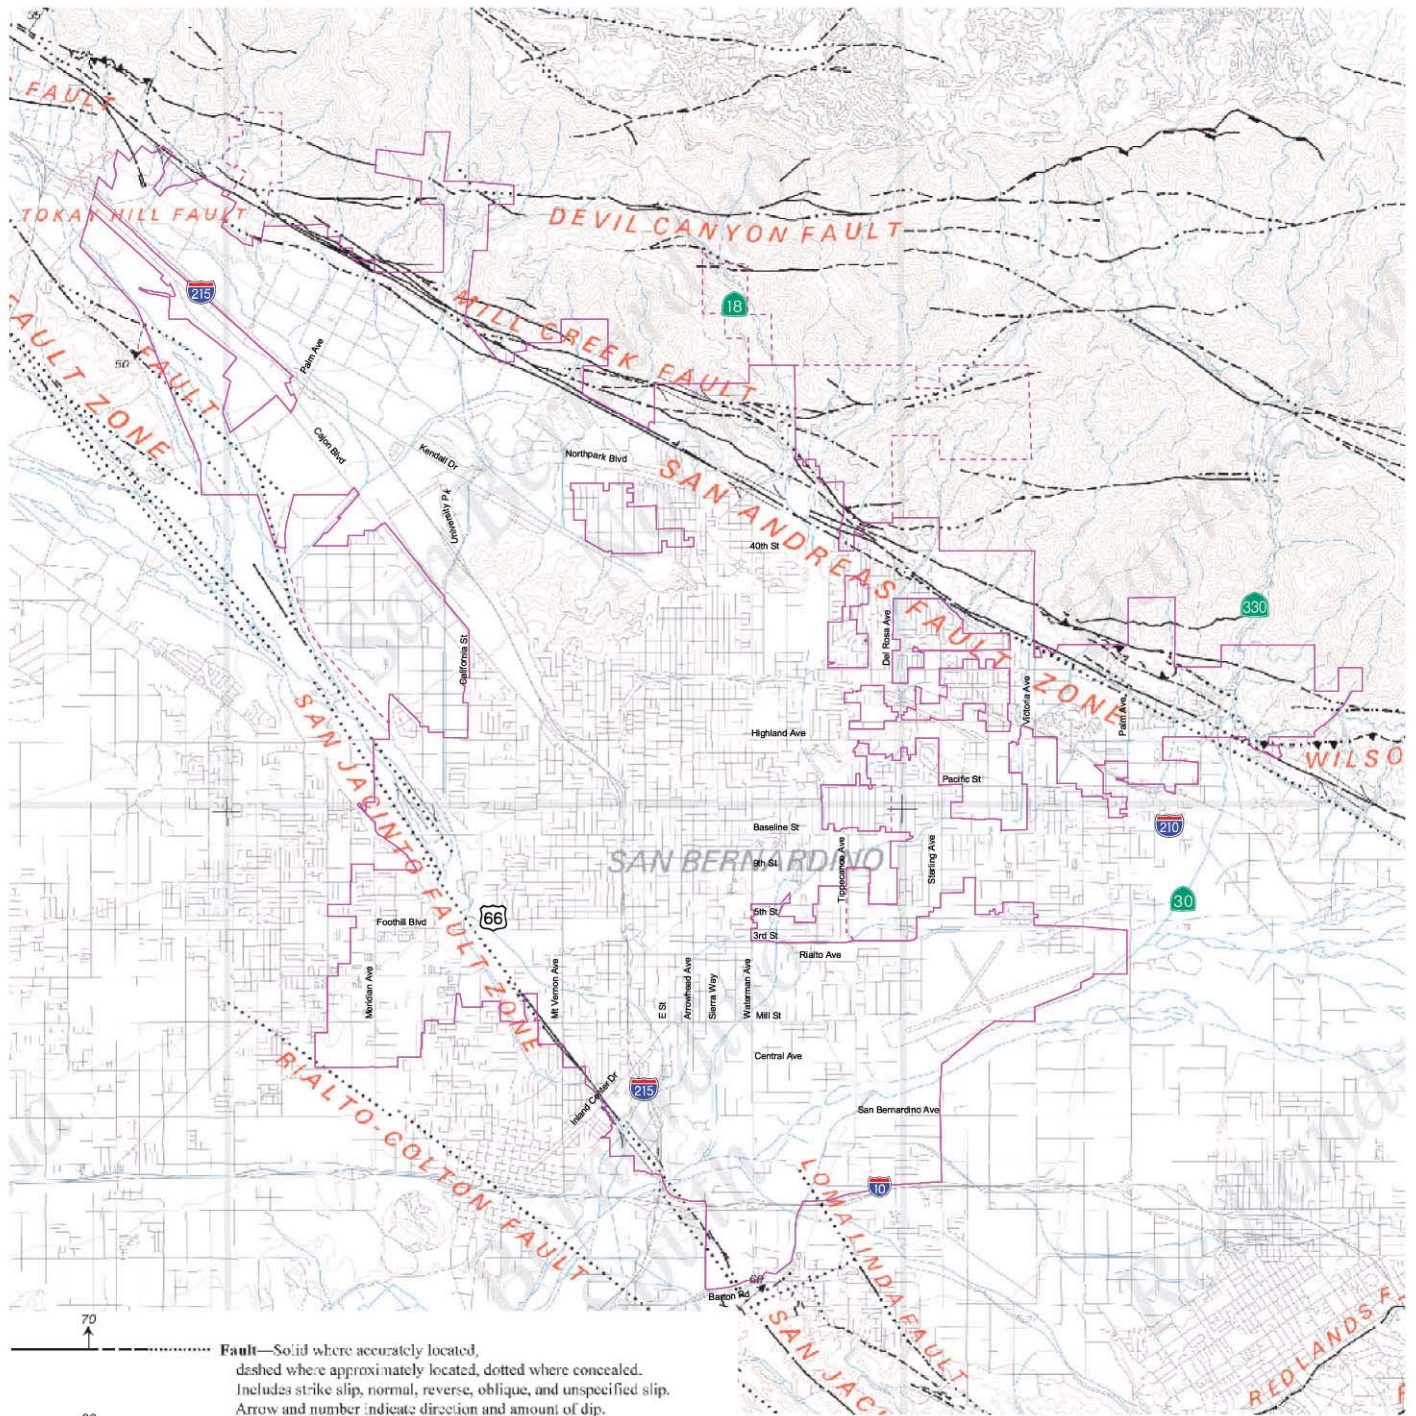 FAULT
TOKAY HILL FAULT
DEVIL CANYON FAULT
215
18
MILL CREEK FAULT
Palm Ave
50
FAULT
FAULT ZONE
Cajon Blvd
Kendall Dr
Northpark Blvd
University Pk
SAN ANDREAS FAULT ZONE
40th St
330
Del Rosa Ave
California St
Victoria Ave
Palm Ave
SAN JACINTO FAULT ZONE
Highland Ave
WILSO
Pacific St
Baseline St
210
SAN BERNARDINO
9th St
Tippecanoe Ave
Sterling Ave
30
5th St
Foothill Blvd
66
3rd St
Rialto Ave
Meridian Ave
Mt Vernon Ave
E St
Arrowhead Ave
Sierra Way
Waterman Ave
Mill St
Central Ave
RIALTO-COLTON FAULT
Inland Center Dr
215
San Bernardino Ave
LOMA LINDA FAULT
10
Barton Rd
SAN JAC
REDLANDS F
70
Fault—Solid where accurately located,
dashed where approximately located, dotted where concealed.
Includes strike slip, normal, reverse, oblique, and unspecified slip.
Arrow and number indicate direction and amount of dip.